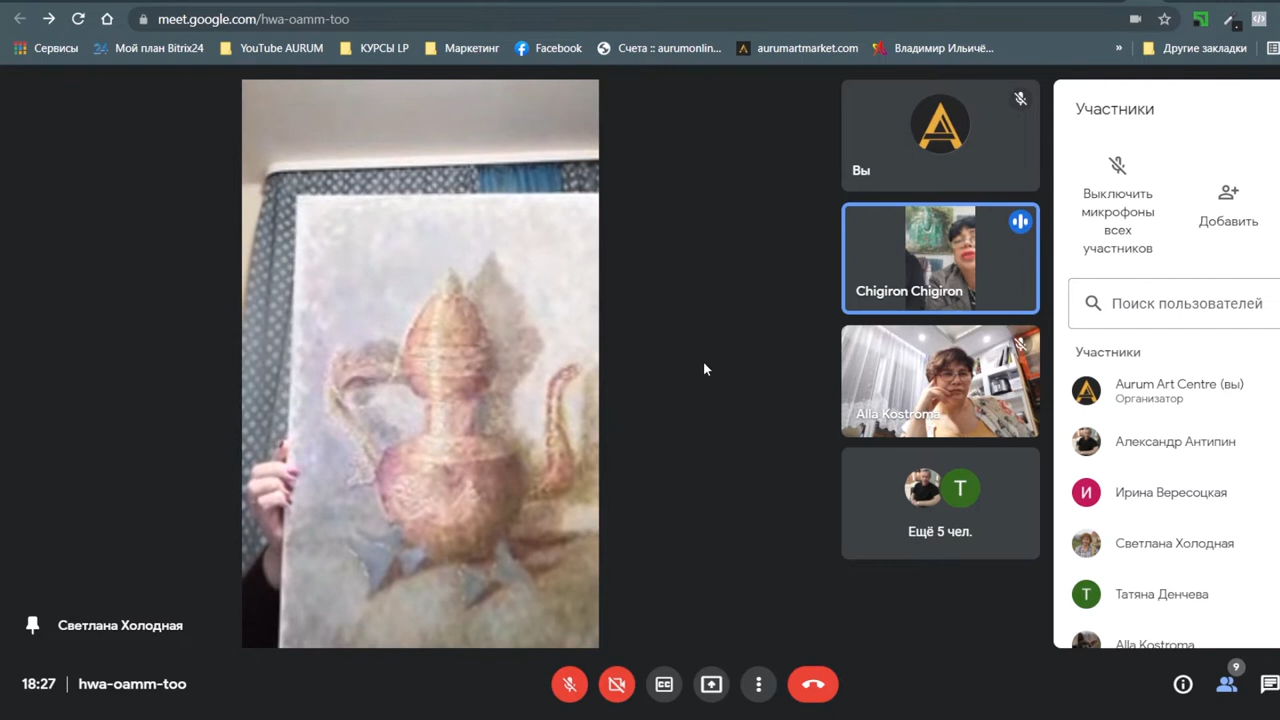 meet.google.com/hwa-oamm-too
Сервисы
Мой план Bitrix24
YouTube AURUM
КУРСЫ LP
Маркетинг
Facebook
Счета :: aurumonlin...
aurumartmarket.com
Владимир Ильичё...
»
Другие закладки
Вы
Chigiron Chigiron
Alla Kostroma
T
Ещё 5 чел.
Светлана Холодная
18:27 | hwa-oamm-too
Участники
Выключить
микрофоны
всех
участников
Добавить
Поиск пользователей
Участники
Aurum Art Centre (вы)
Организатор
Александр Антипин
И
Ирина Вересоцкая
Светлана Холодная
T
Татяна Денчева
Alla Kostroma
9